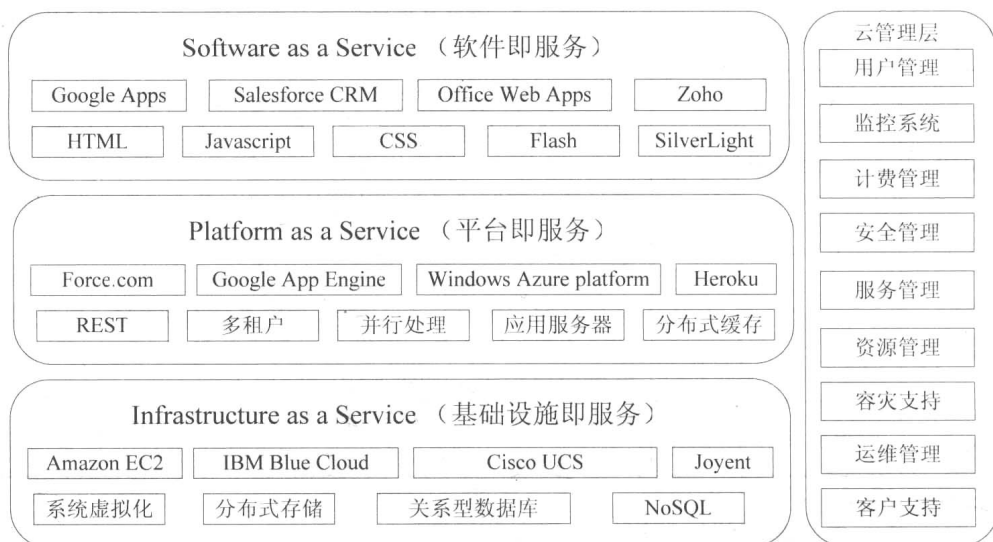 Software as a Service （软件即服务）
Google Apps
Salesforce CRM
Office Web Apps
Zoho
HTML
Javascript
CSS
Flash
SilverLight
Platform as a Service （平台即服务）
Force.com
Google App Engine
Windows Azure platform
Heroku
REST
多租户
并行处理
应用服务器
分布式缓存
Infrastructure as a Service （基础设施即服务）
Amazon EC2
IBM Blue Cloud
Cisco UCS
Joyent
系统虚拟化
分布式存储
关系型数据库
NoSQL
云管理层
用户管理
监控系统
计费管理
安全管理
服务管理
资源管理
容灾支持
运维管理
客户支持